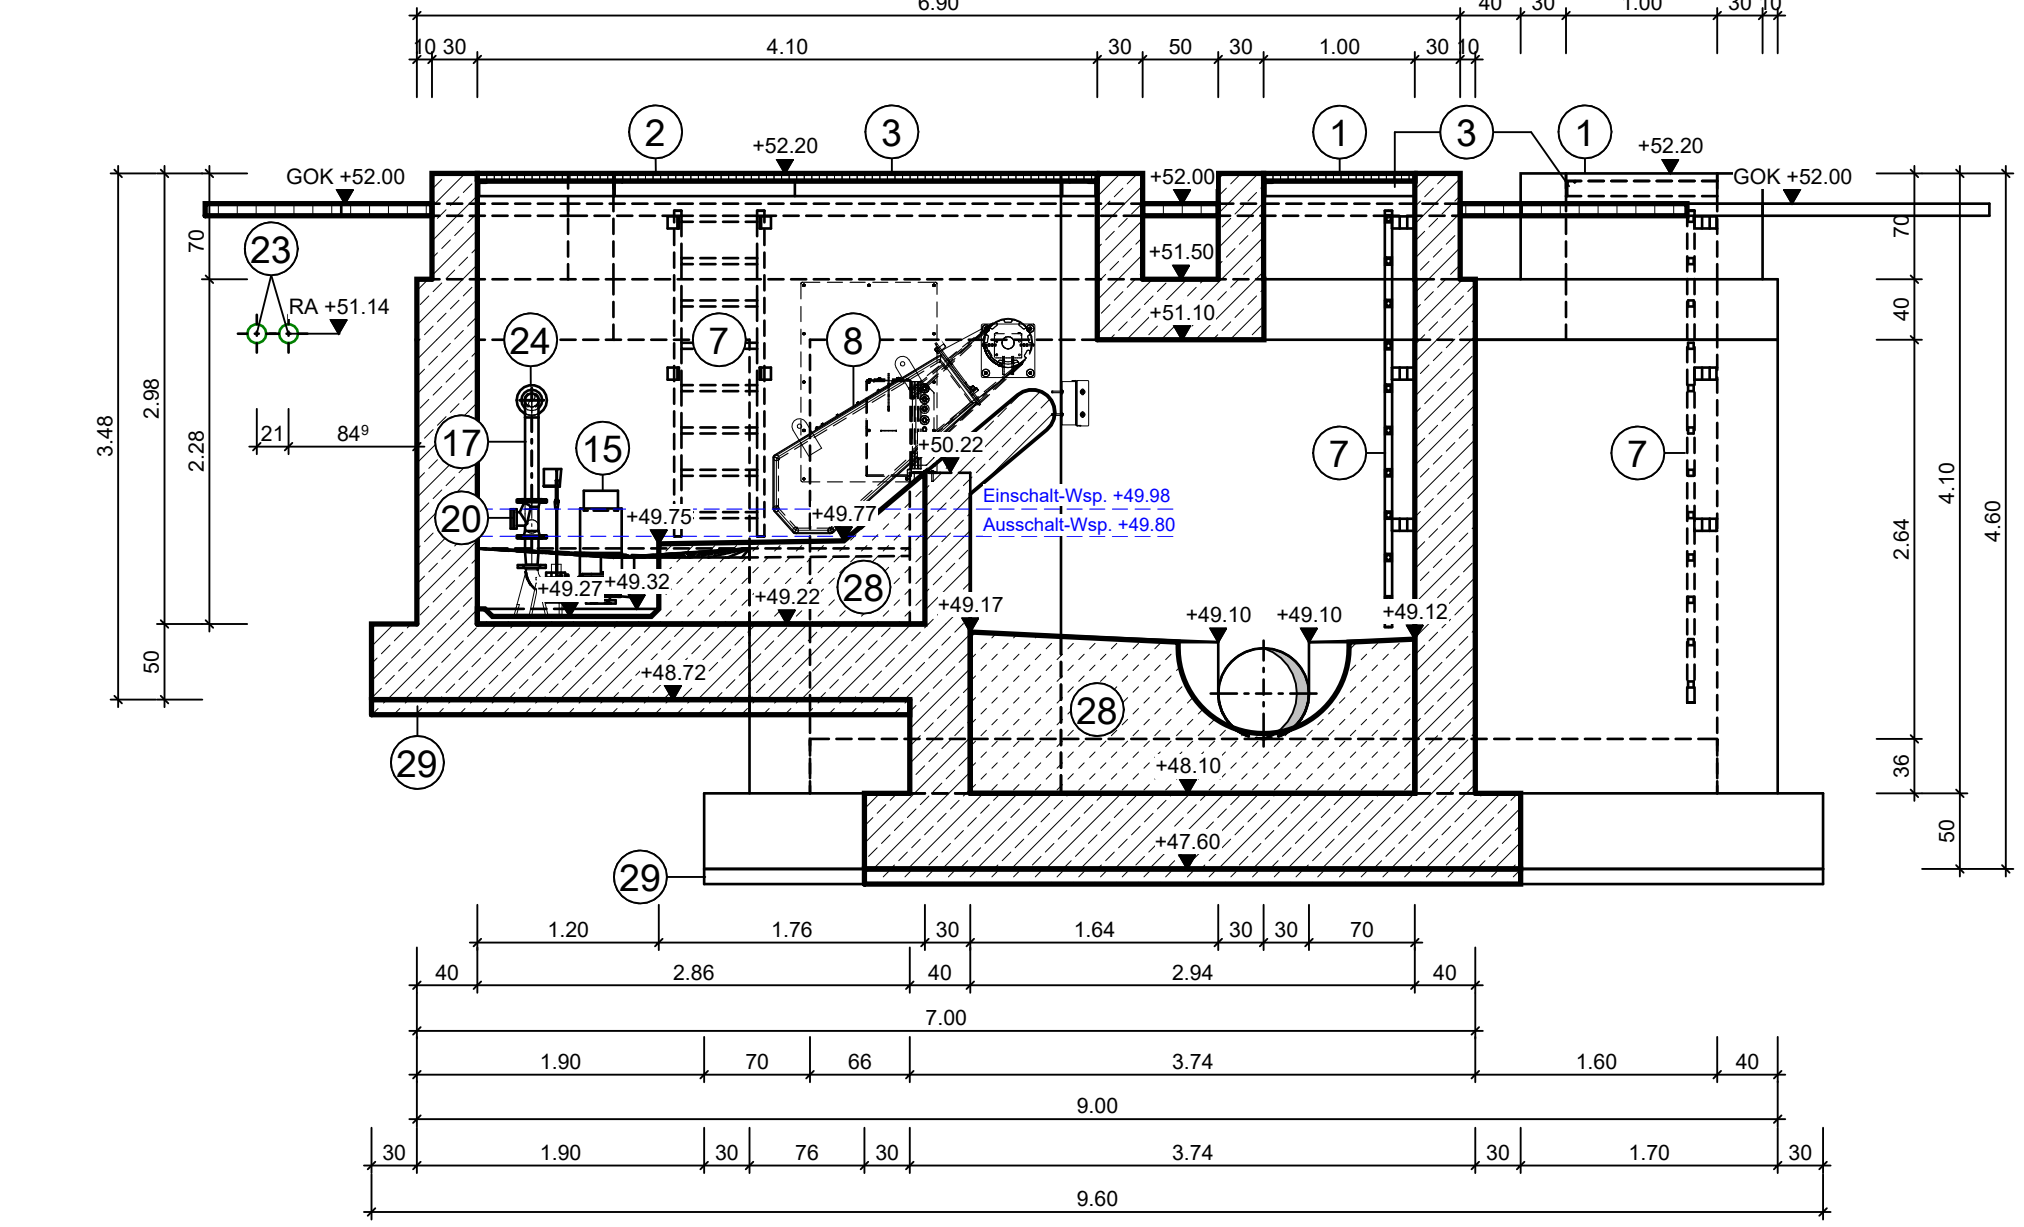 6.90 40 30 1.00 30 10
10 30 4.10 30 50 30 1.00 30 10
2 3 1 3 1
+52.20 +52.20
GOK +52.00 +52.00 GOK +52.00
23
70 +51.50 70
RA +51.14
24 7 8 +51.10 40
3.48 2.98 2.28
21 84⁹
17 15 +50.22 7 7
Einschalt-Wsp. +49.98
20 +49.75 +49.77 Ausschalt-Wsp. +49.80
4.10 4.60 2.64
+49.27 +49.32 +49.22 28 +49.17 +49.10 +49.10 +49.12
50 +48.72
28
29
+48.10 36
+47.60 50
29
1.20 1.76 30 1.64 30 30 70
40 2.86 40 2.94 40
7.00
1.90 70 66 3.74 1.60 40
9.00
30 1.90 30 76 30 3.74 30 1.70 30
9.60